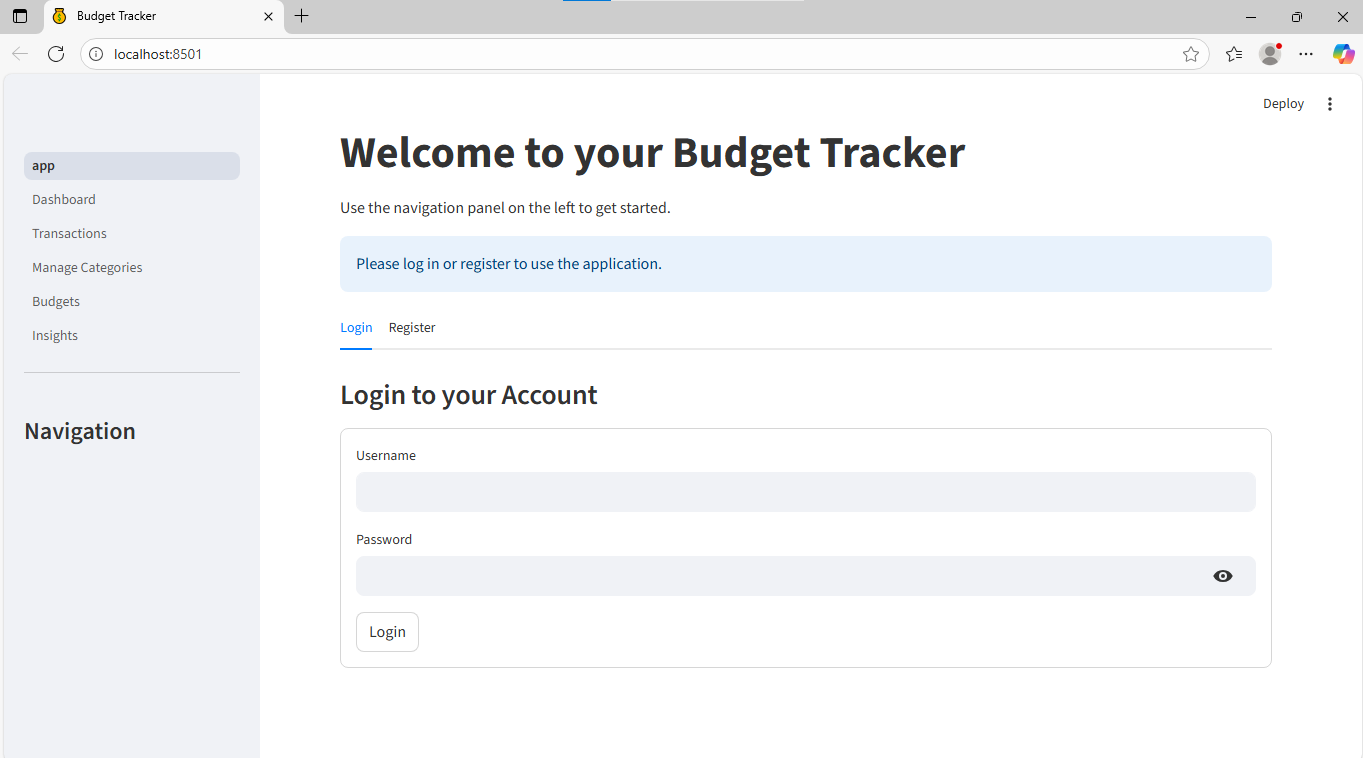 Budget Tracker
localhost:8501
Deploy
app
Dashboard
Transactions
Manage Categories
Budgets
Insights
Navigation
Welcome to your Budget Tracker
Use the navigation panel on the left to get started.
Please log in or register to use the application.
Login Register
Login to your Account
Username
Password
Login